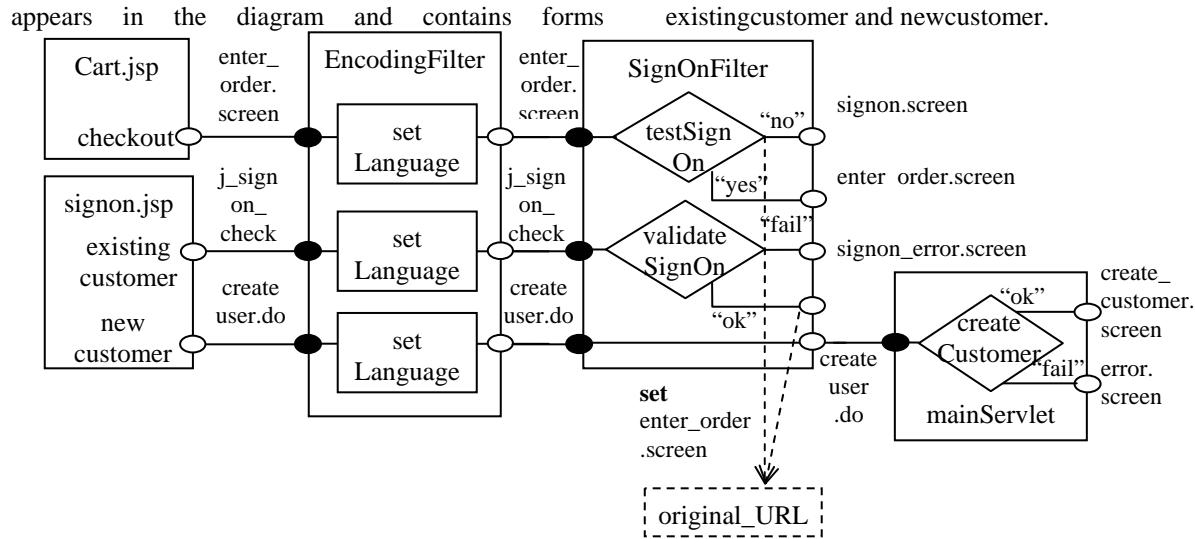 appears in the diagram and contains forms existingcustomer and newcustomer.
Cart.jsp
checkout
enter_
order.
screen
EncodingFilter
set
Language
enter_
order.
screen
SignOnFilter
testSign
On
“no”
signon.screen
“yes”
enter order.screen
signon.jsp
existing
customer
j_sign
on_
check
set
Language
j_sign
on_
check
validate
SignOn
“fail”
signon_error.screen
“ok”
new
customer
create
user.do
set
Language
create
user.do
create
user
.do
create
Customer
“ok”
create_
customer.
screen
“fail”
error.
screen
mainServlet
set
enter_order
.screen
original_URL